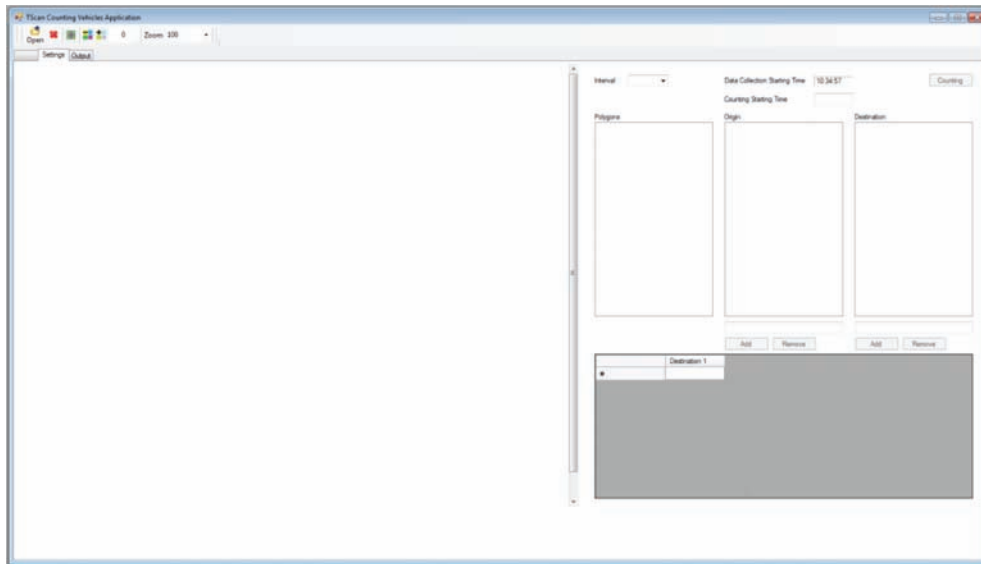 TScan Counting Vehicles Application
Open 0 Zoom 100
Settings Output
Interval Data Collection Starting Time 10:34:57 Counting
Counting Starting Time
Polygons Origin Destination
Add Remove Add Remove
Destination 1